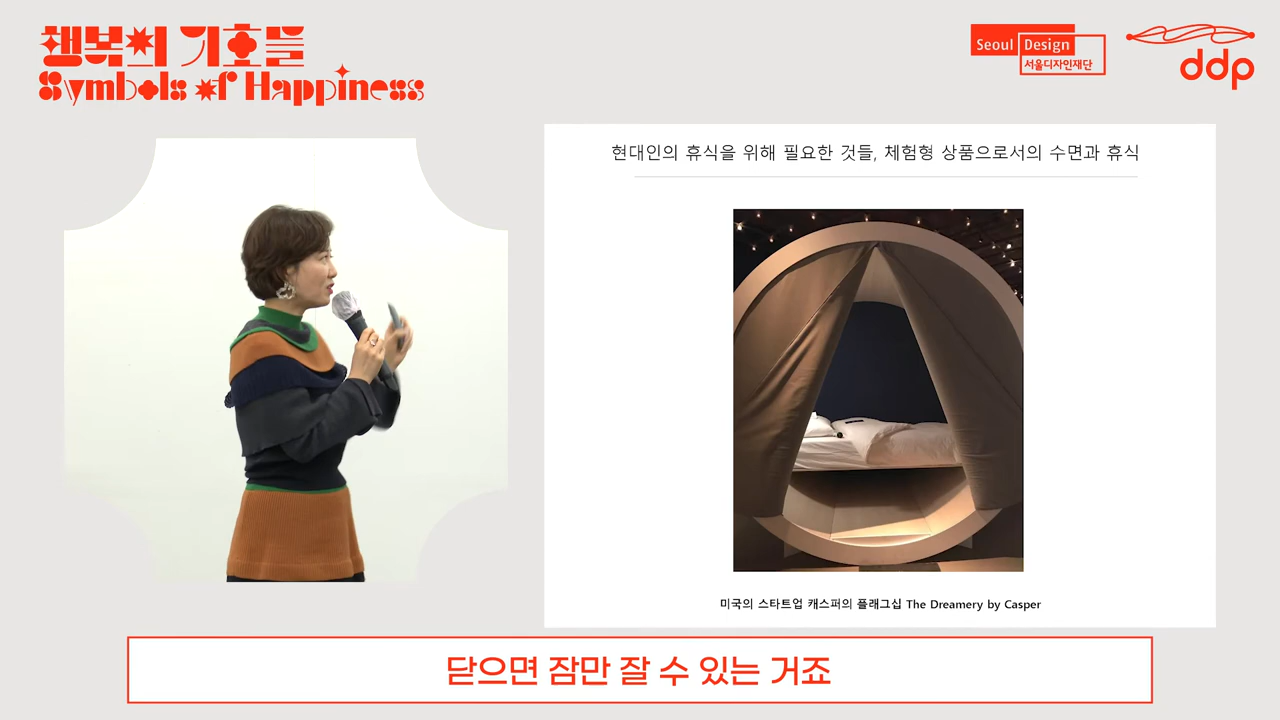 행복의 기호들
Symbols of Happiness
Seoul Design
서울디자인재단
ddp
현대인의 휴식을 위해 필요한 것들, 체험형 상품으로서의 수면과 휴식
미국의 스타트업 캐스퍼의 플래그십 The Dreamery by Casper
닫으면 잠만 잘 수 있는 거죠